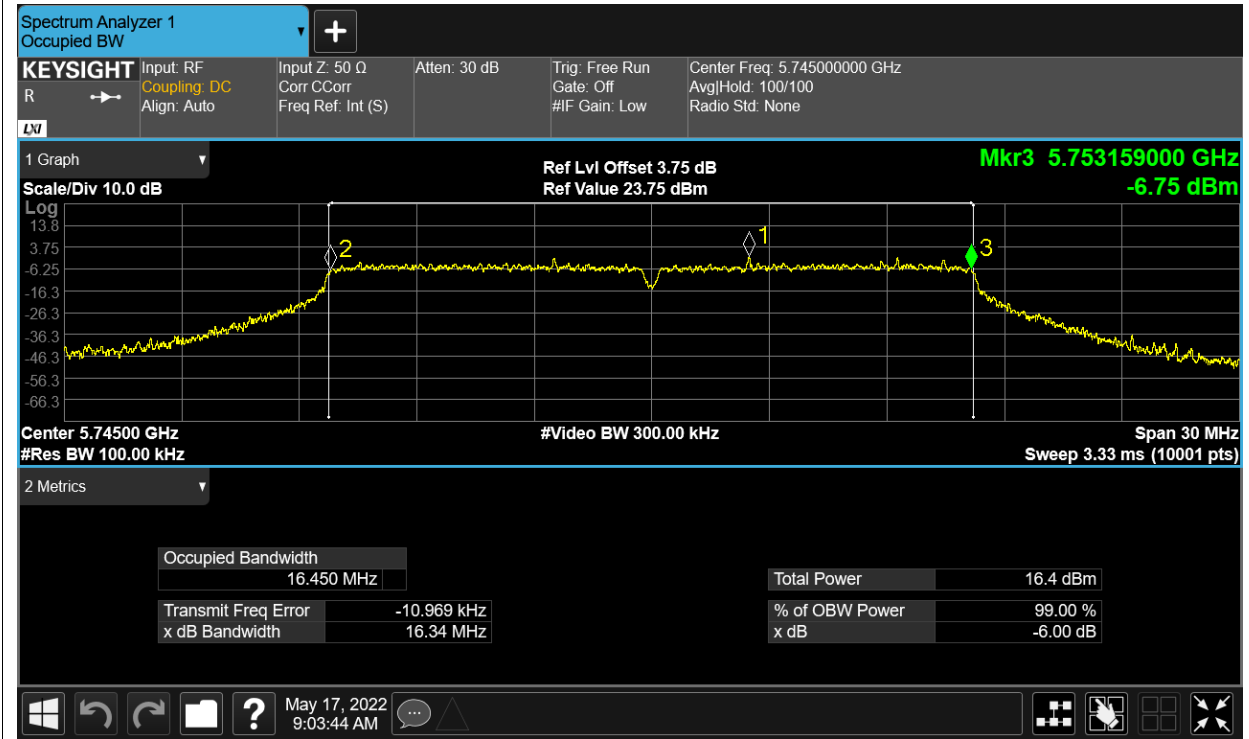 Spectrum Analyzer 1
Occupied BW
KEYSIGHT
R
LXI
Input: RF
Coupling: DC
Align: Auto
Input Z: 50 Ω
Corr CCorr
Freq Ref: Int (S)
Atten: 30 dB
Trig: Free Run
Gate: Off
#IF Gain: Low
Center Freq: 5.745000000 GHz
Avg|Hold: 100/100
Radio Std: None
1 Graph
Scale/Div 10.0 dB
Ref Lvl Offset 3.75 dB
Ref Value 23.75 dBm
Mkr3 5.753159000 GHz
-6.75 dBm
Log
13.8
3.75
-6.25
-16.3
-26.3
-36.3
-46.3
-56.3
-66.3
2
1
3
Center 5.74500 GHz
#Res BW 100.00 kHz
#Video BW 300.00 kHz
Span 30 MHz
Sweep 3.33 ms (10001 pts)
2 Metrics
Occupied Bandwidth
16.450 MHz
Transmit Freq Error -10.969 kHz
x dB Bandwidth 16.34 MHz
Total Power 16.4 dBm
% of OBW Power 99.00 %
x dB -6.00 dB
?
May 17, 2022
9:03:44 AM